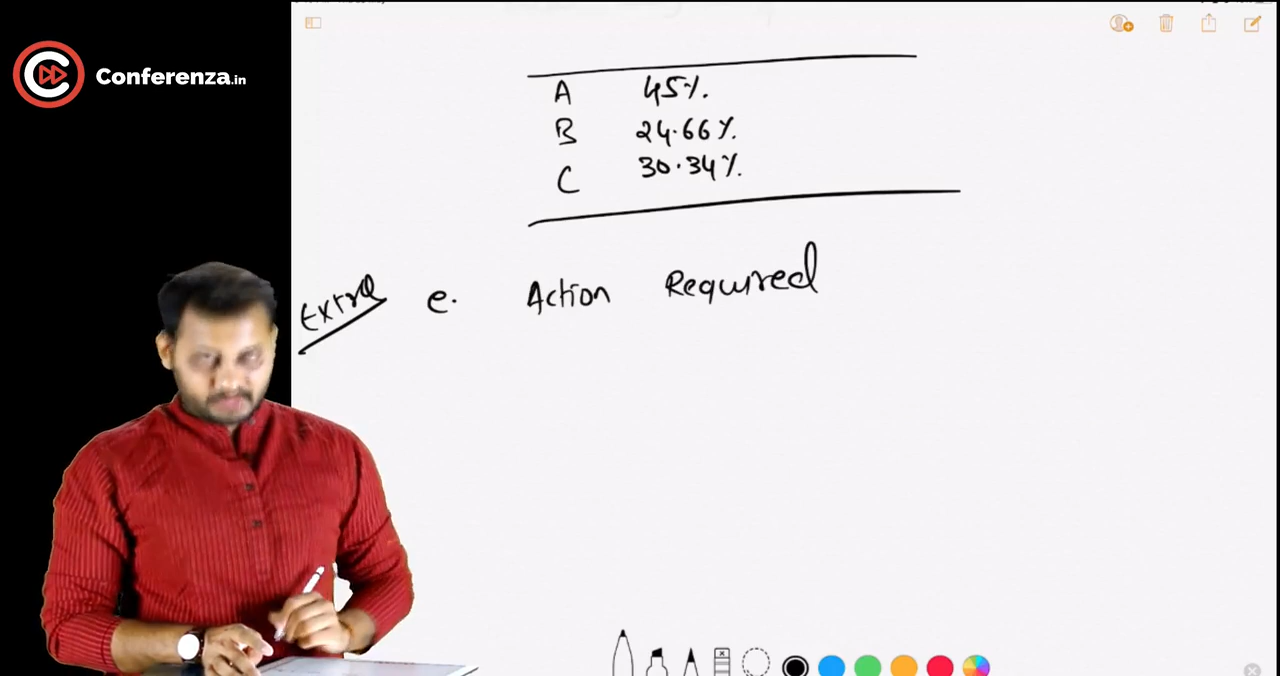 Conferenza.in
A 45%.
B 24.66%.
C 30.34%.
Extra e. Action Required